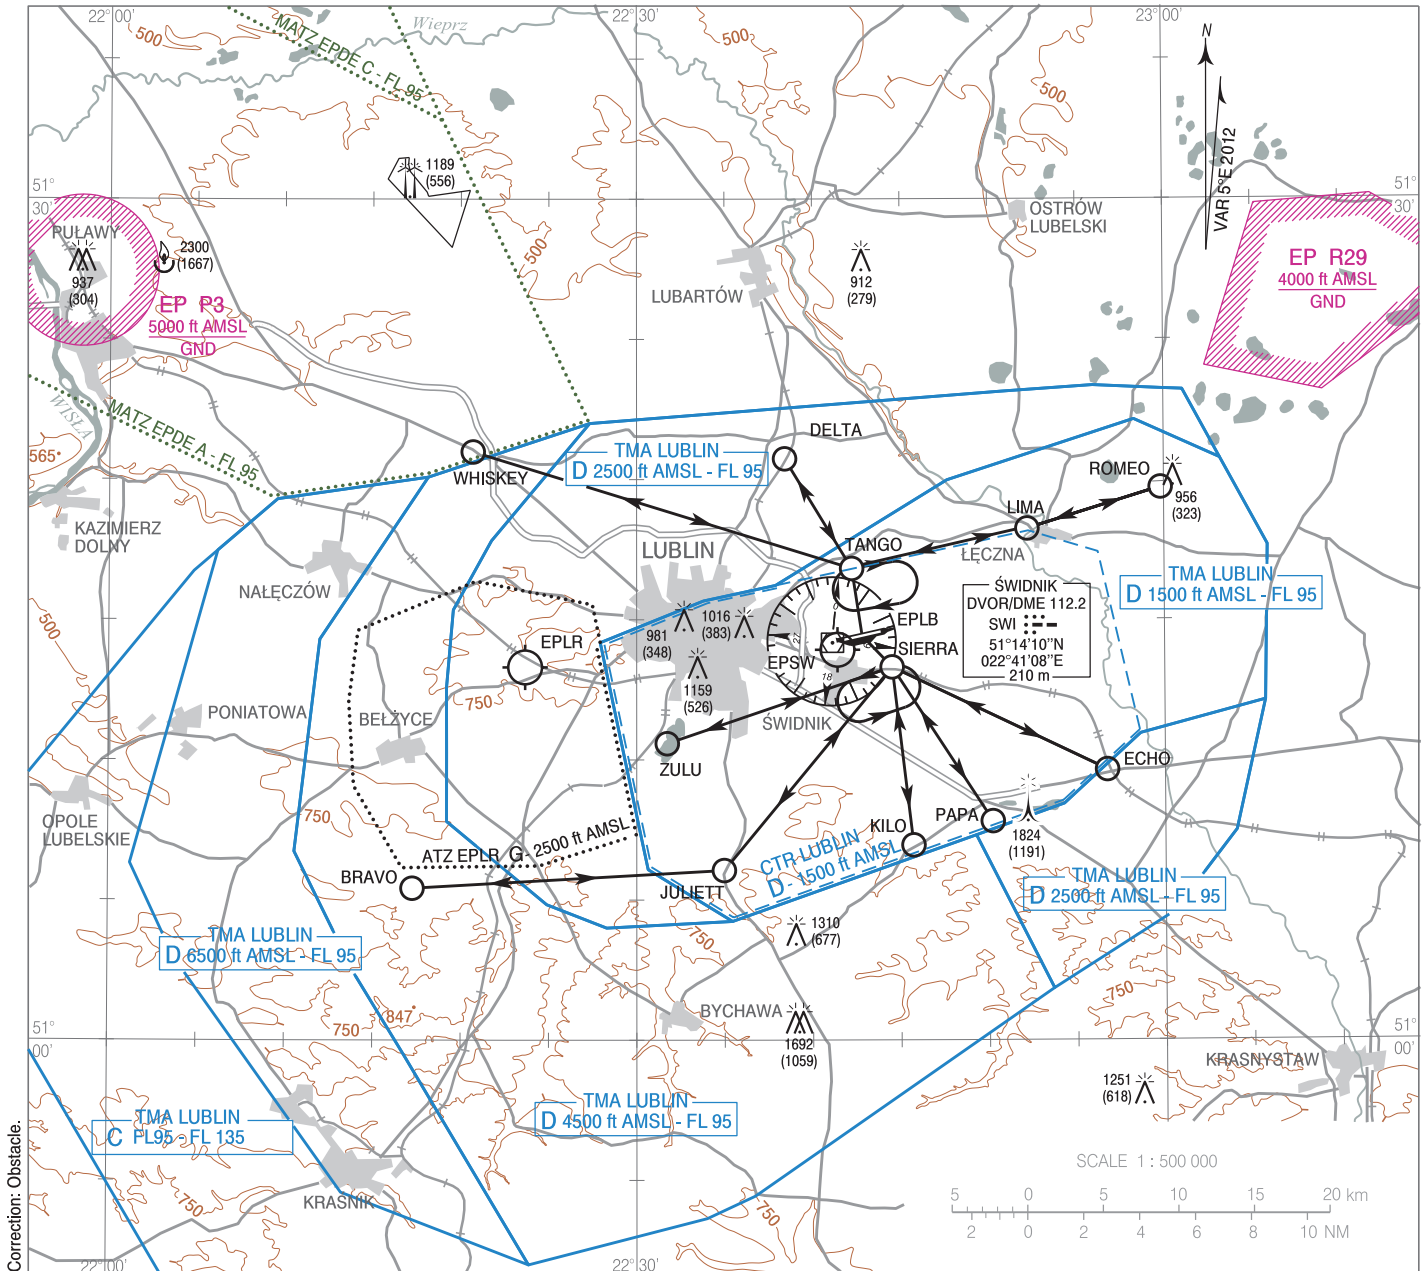 22°00'
22°30'
23°00'
Wieprz
500
MATZ EPDE C - FL 95
500
500
N
VAR 5°E 2012
1189
(556)
51°
30'
51°
30'
PUŁAWY
937
(304)
2300
(1667)
EP P3
5000 ft AMSL
GND
500
OSTRÓW
LUBELSKI
LUBARTÓW
912
(279)
EP R29
4000 ft AMSL
GND
WISŁA
MATZ EPDE A - FL 95
565
KAZIMIERZ
DOLNY
WHISKEY
TMA LUBLIN
D 2500 ft AMSL - FL 95
DELTA
ROMEO
956
(323)
LIMA
ŁĘCZNA
TANGO
LUBLIN
NAŁĘCZÓW
500
TMA LUBLIN
D 1500 ft AMSL - FL 95
ŚWIDNIK
DVOR/DME 112.2
SWI
51°14'10"N
022°41'08"E
210 m
EPLR
981
(348)
1016
(383)
1159
(526)
0
27
9
18
EPLB
SIERRA
EPSW
750
PONIATOWA
BEŁŻYCE
ŚWIDNIK
ZULU
ECHO
OPOLE
LUBELSKIE
750
ATZ EPLR G 2500 ft AMSL
BRAVO
JULIETT
CTR LUBLIN
D - 1500 ft AMSL
KILO
PAPA
1824
(1191)
TMA LUBLIN
D 2500 ft AMSL - FL 95
TMA LUBLIN
D 6500 ft AMSL - FL 95
750
1310
(677)
750
750
847
BYCHAWA
1692
(1059)
51°
00'
51°
00'
KRASNYSTAW
1251
(618)
TMA LUBLIN
C FL95 - FL 135
TMA LUBLIN
D 4500 ft AMSL - FL 95
KRAŚNIK
750
750
SCALE 1 : 500 000
5 0 5 10 15 20 km
2 0 2 4 6 8 10 NM
22°00'
22°30'
Correction: Obstacle.